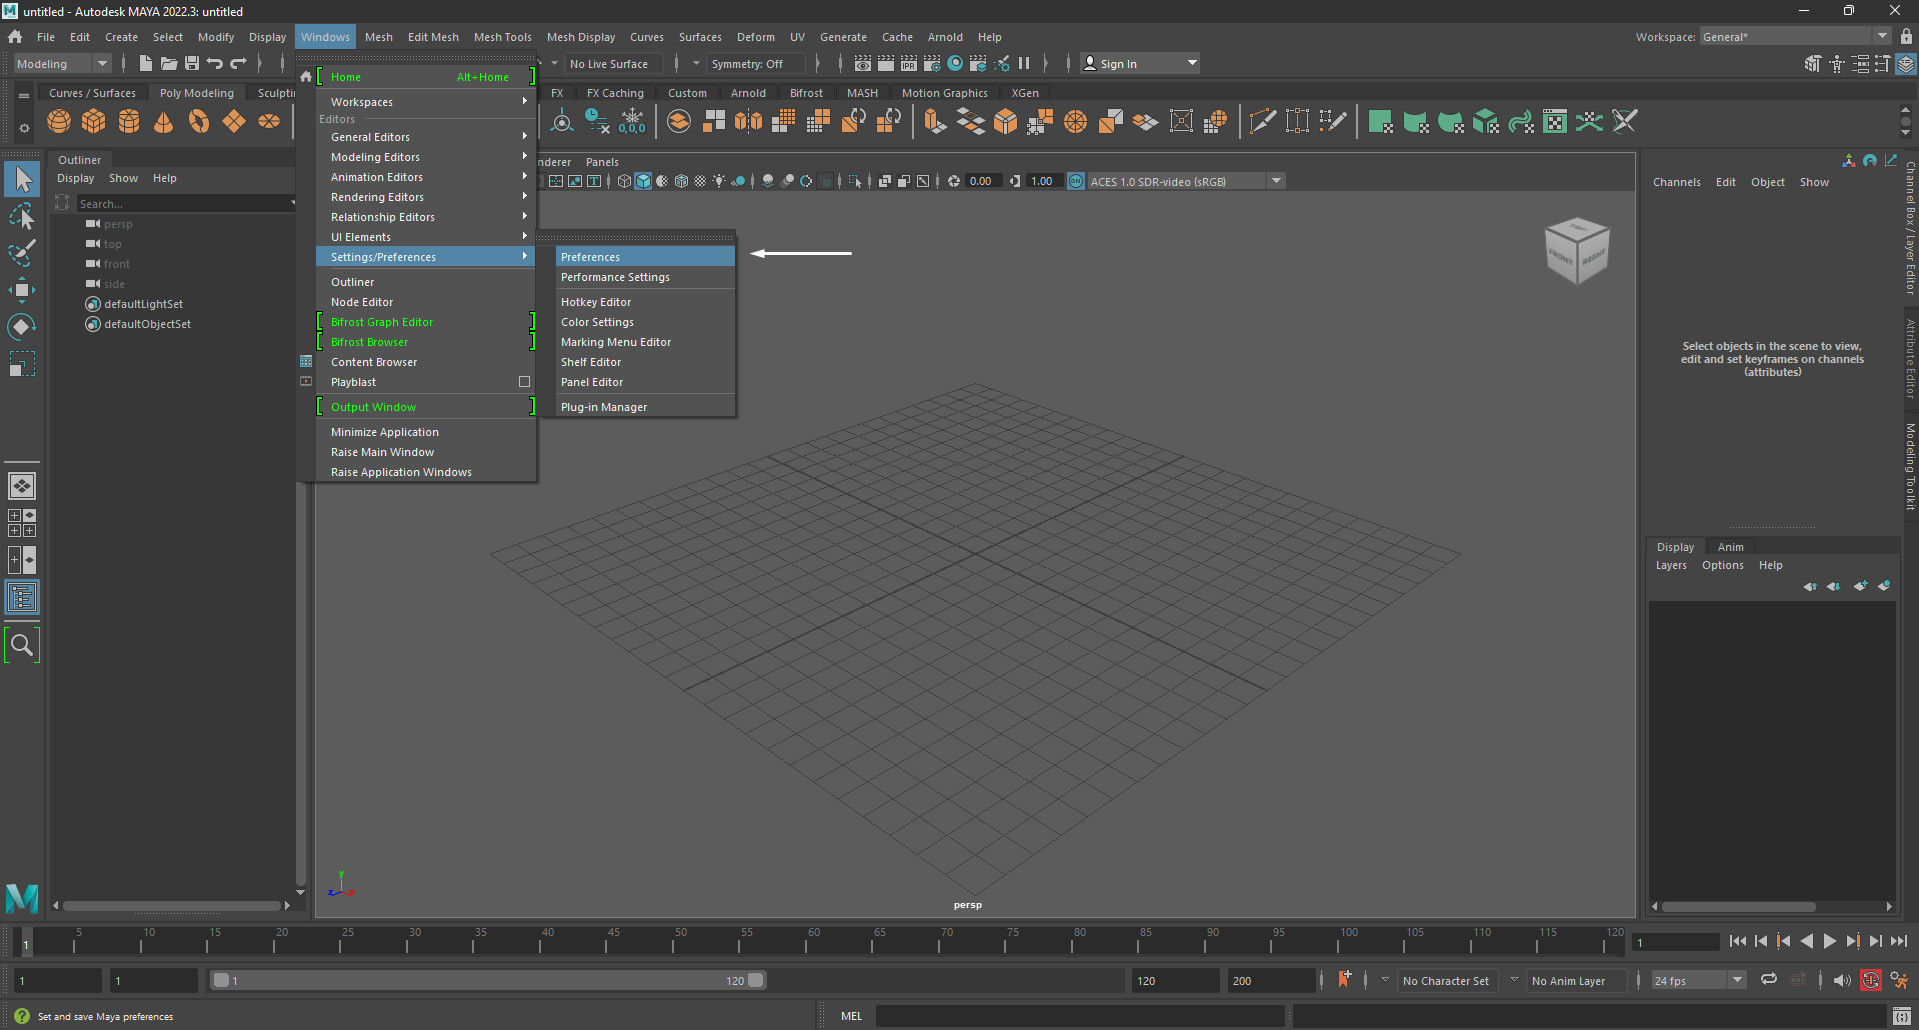 untitled - Autodesk MAYA 2022.3: untitled
File Edit Create Select Modify Display Windows Mesh Edit Mesh Mesh Tools Mesh Display Curves Surfaces Deform UV Generate Cache Arnold Help
Workspace: General*
Modeling
No Live Surface
Symmetry: Off
Sign In
Curves / Surfaces Poly Modeling Sculpti
FX FX Caching Custom Arnold Bifrost MASH Motion Graphics XGen
IPR
0,0,0
Home Alt+Home
Workspaces
Editors
General Editors
Modeling Editors
Animation Editors
Rendering Editors
Relationship Editors
UI Elements
Settings/Preferences
Outliner
Node Editor
Bifrost Graph Editor
Bifrost Browser
Content Browser
Playblast
Output Window
Minimize Application
Raise Main Window
Raise Application Windows
Preferences
Performance Settings
Hotkey Editor
Color Settings
Marking Menu Editor
Shelf Editor
Panel Editor
Plug-in Manager
Outliner
Display Show Help
Search...
persp
top
front
side
defaultLightSet
defaultObjectSet
nderer Panels
0.00
1.00
ON
ACES 1.0 SDR-video (sRGB)
FRONT RIGHT
y
z x
persp
Channels Edit Object Show
Select objects in the scene to view,
edit and set keyframes on channels
(attributes)
Channel Box / Layer Editor
Attribute Editor
Modeling Toolkit
Display Anim
Layers Options Help
1 5 10 15 20 25 30 35 40 45 50 55 60 65 70 75 80 85 90 95 100 105 110 115 120
1
1 1 1 120 120 200
No Character Set
No Anim Layer
24 fps
Set and save Maya preferences
MEL